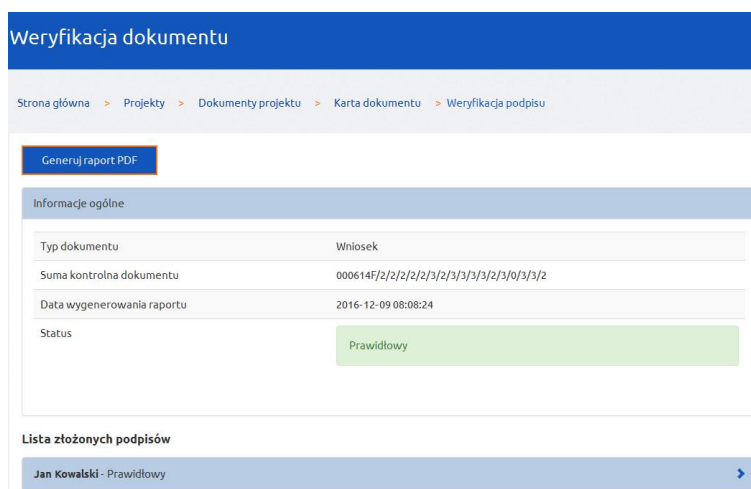 Weryfikacja dokumentu
Strona główna > Projekty > Dokumenty projektu > Karta dokumentu > Weryfikacja podpisu
Generuj raport PDF
Informacje ogólne
Typ dokumentu Wniosek
Suma kontrolna dokumentu 000614F/2/2/2/2/2/3/2/3/3/3/3/2/3/0/3/3/2
Data wygenerowania raportu 2016-12-09 08:08:24
Status Prawidłowy
Lista złożonych podpisów
Jan Kowalski - Prawidłowy